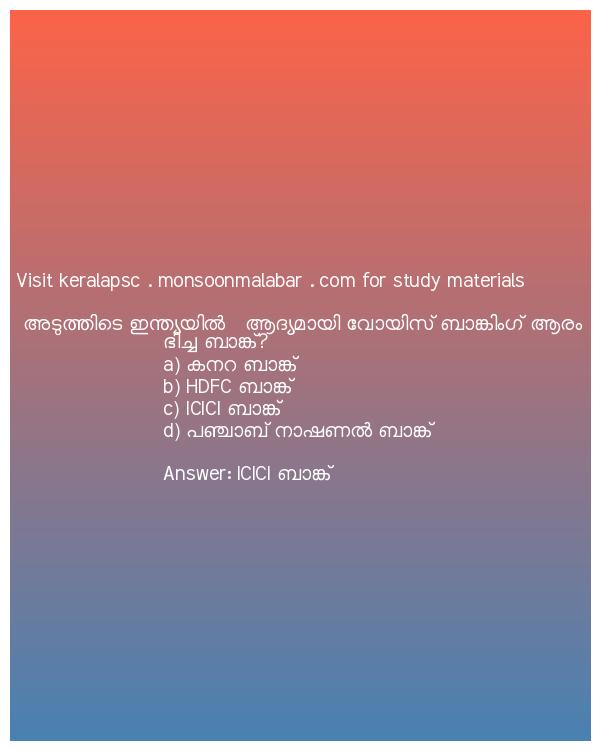 Visit keralapsc . monsoonmalabar . com for study materials
അടുത്തിടെ ഇന്ത്യയിൽ ആദ്യമായി വോയിസ് ബാങ്കിംഗ് ആരം
ഭിച്ച ബാങ്ക്?
a) കനറ ബാങ്ക്
b) HDFC ബാങ്ക്
c) ICICI ബാങ്ക്
d) പഞ്ചാബ് നാഷണൽ ബാങ്ക്
Answer: ICICI ബാങ്ക്